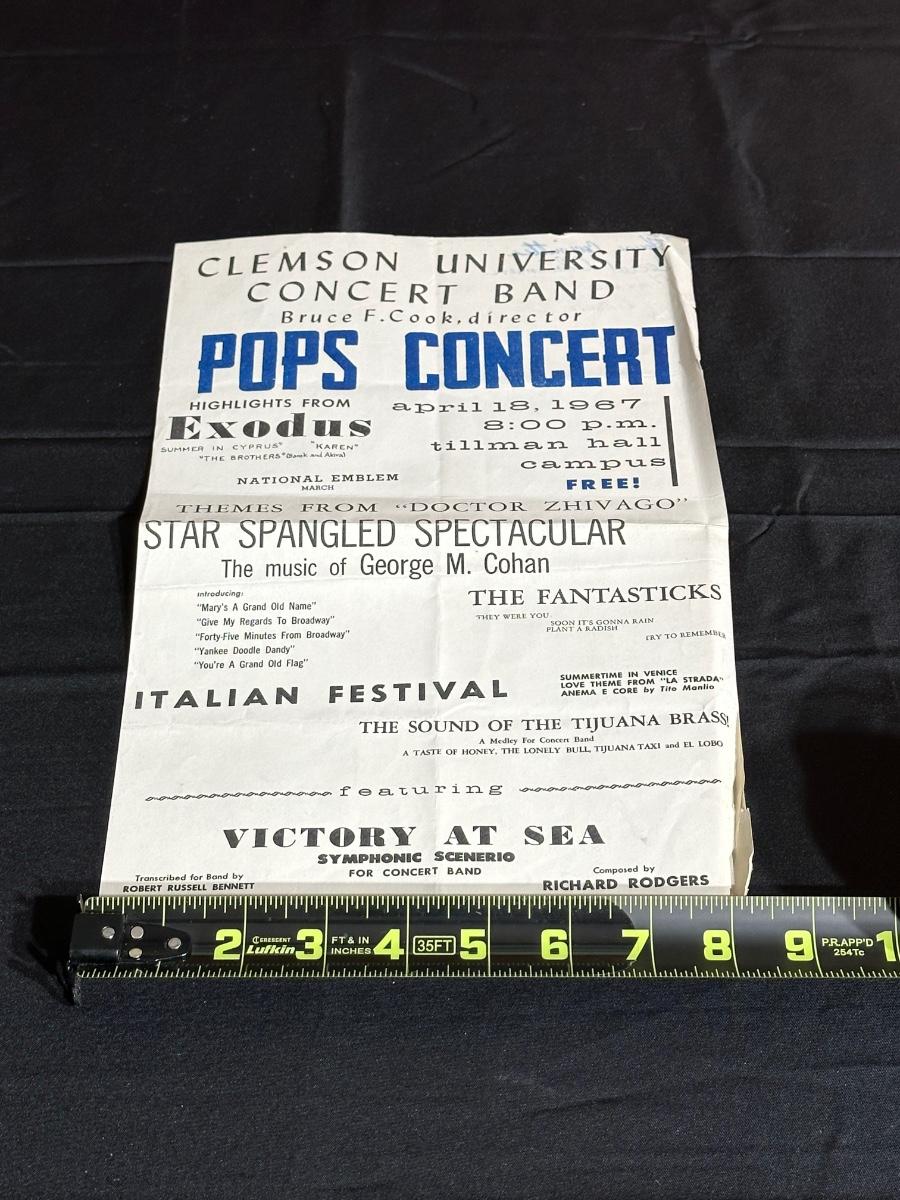 CLEMSON UNIVERSITY
CONCERT BAND
Bruce F. Cook, director
POPS CONCERT
HIGHLIGHTS FROM
Exodus
SUMMER IN CYPRUS" "KAREN"
"THE BROTHERS" (Barak and Akiva)
NATIONAL EMBLEM
MARCH
april 18, 1967
8:00 p.m.
tillman hall
campus
FREE!
THEMES FROM "DOCTOR ZHIVAGO"
STAR SPANGLED SPECTACULAR
The music of George M. Cohan
Introducing:
"Mary's A Grand Old Name"
"Give My Regards To Broadway"
"Forty-Five Minutes From Broadway"
"Yankee Doodle Dandy"
"You're A Grand Old Flag"
THE FANTASTICKS
THEY WERE YOU
SOON IT'S GONNA RAIN
PLANT A RADISH
TRY TO REMEMBER
ITALIAN FESTIVAL
SUMMERTIME IN VENICE
LOVE THEME FROM "LA STRADA"
ANEMA E CORE by Tito Manlio
THE SOUND OF THE TIJUANA BRASS!
A Medley For Concert Band
A TASTE OF HONEY, THE LONELY BULL, TIJUANA TAXI and EL LOBO
featuring
VICTORY AT SEA
SYMPHONIC SCENERIO
FOR CONCERT BAND
Transcribed for Band by
ROBERT RUSSELL BENNETT
Composed by
RICHARD RODGERS
2 CRESCENT Lufkin 3 FT & IN INCHES 4 35FT 5 6 7 8 9 P.R.APP'D 254Tc 1